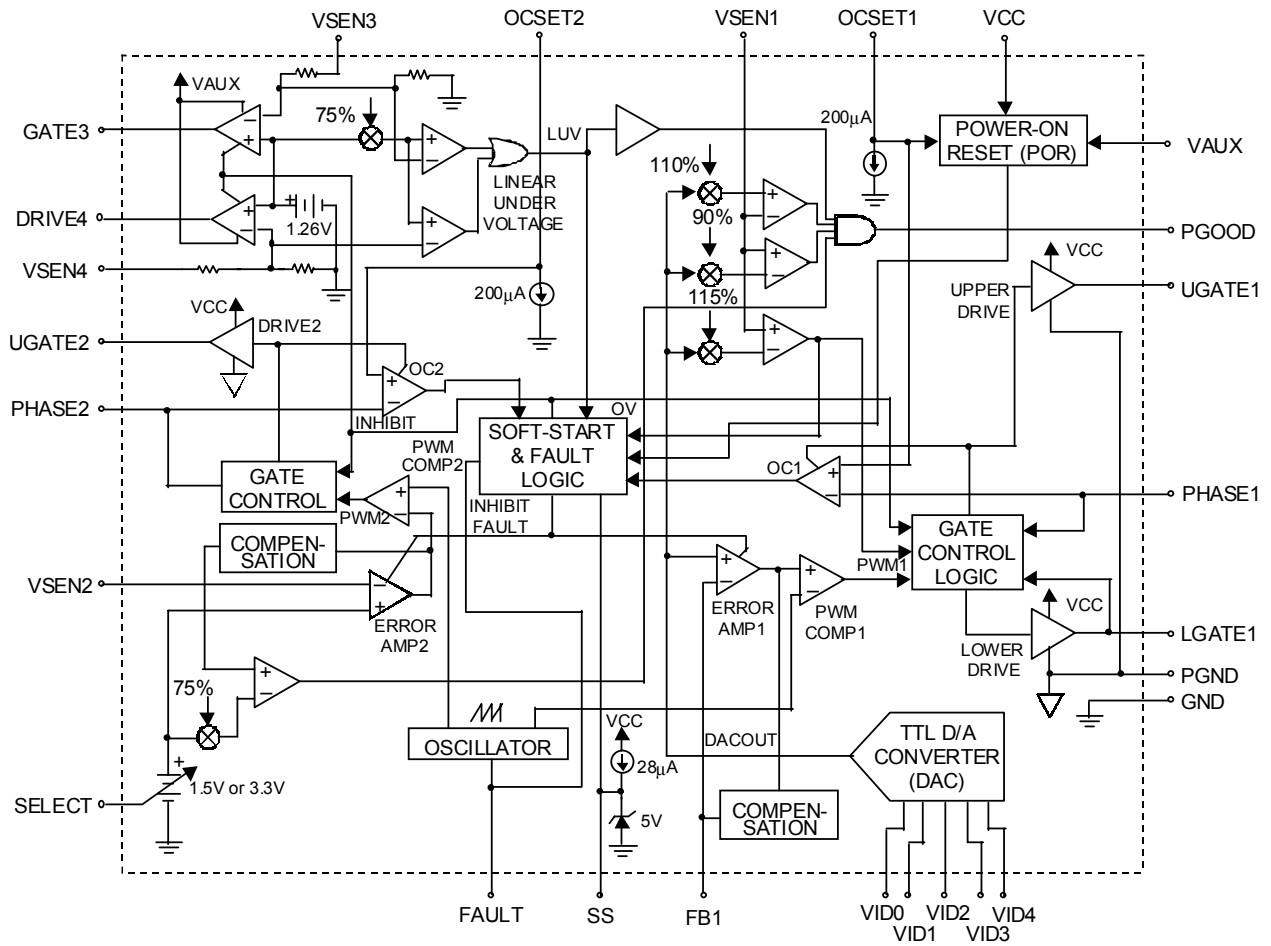 VSEN3
OCSET2
VSEN1
OCSET1
VCC
VAUX
75%
GATE3
LUV
200µA
POWER-ON
RESET (POR)
VAUX
110%
LINEAR
UNDER
VOLTAGE
90%
DRIVE4
1.26V
PGOOD
VSEN4
VCC
200µA
115%
UPPER
DRIVE
UGATE1
VCC
DRIVE2
UGATE2
OC2
PHASE2
INHIBIT
OV
SOFT-START
& FAULT
LOGIC
PWM
COMP2
OC1
GATE
CONTROL
PWM2
INHIBIT
FAULT
PHASE1
GATE
CONTROL
LOGIC
COMPEN-
SATION
PWM1
VSEN2
ERROR
AMP2
ERROR
AMP1
PWM
COMP1
VCC
LOWER
DRIVE
LGATE1
PGND
GND
75%
OSCILLATOR
VCC
28µA
DACOUT
TTL D/A
CONVERTER
(DAC)
1.5V or 3.3V
SELECT
5V
COMPEN-
SATION
FAULT
SS
FB1
VID0
VID1
VID2
VID3
VID4